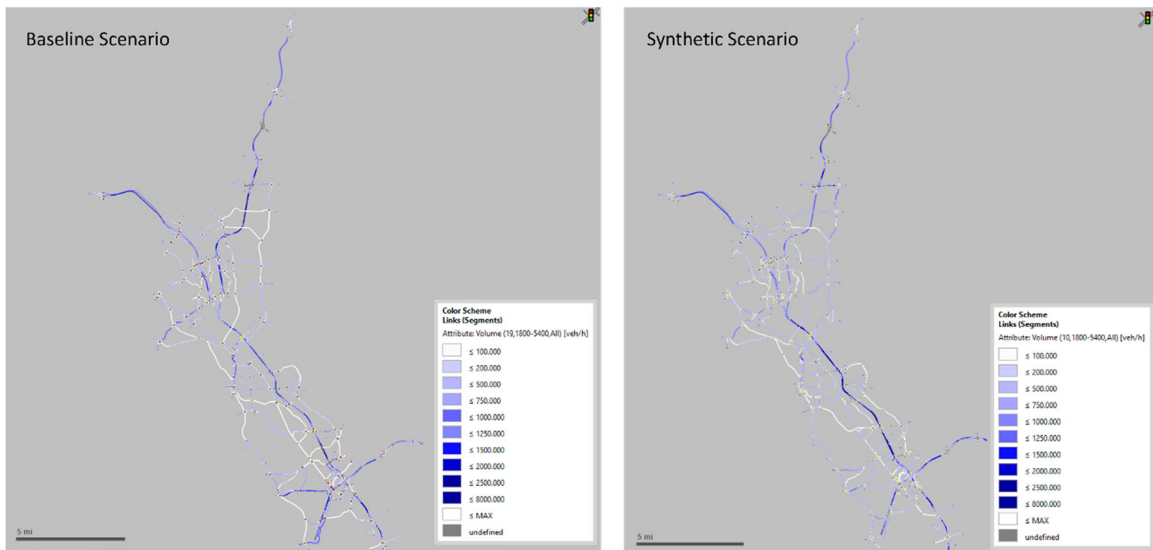 Baseline Scenario
Color Scheme
Links (Segments)
Attribute: Volume (19,1800-5400,All) [veh/h]
≤ 100.000
≤ 200.000
≤ 500.000
≤ 750.000
≤ 1000.000
≤ 1250.000
≤ 1500.000
≤ 2000.000
≤ 2500.000
≤ 8000.000
≤ MAX
undefined
5 mi
Synthetic Scenario
Color Scheme
Links (Segments)
Attribute: Volume (10,1800-5400,All) [veh/h]
≤ 100.000
≤ 200.000
≤ 500.000
≤ 750.000
≤ 1000.000
≤ 1250.000
≤ 1500.000
≤ 2000.000
≤ 2500.000
≤ 8000.000
≤ MAX
undefined
5 mi